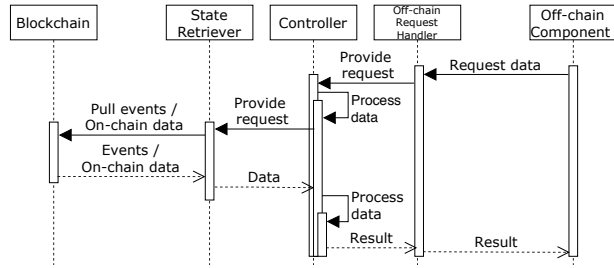 Blockchain
State
Retriever
Controller
Off-chain
Request
Handler
Off-chain
Component
Provide
request
Request data
Process
data
Pull events /
On-chain data
Provide
request
Events /
On-chain data
Data
Process
data
Result
Result